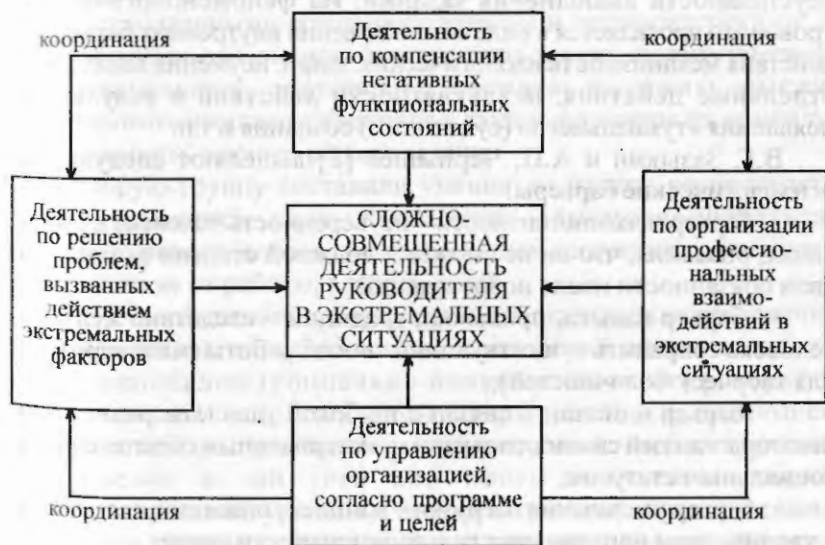 координация
Деятельность
по компенсации
негативных
функциональных
состояний
координация
Деятельность
по решению
проблем,
вызванных
действием
экстремальных
факторов
СЛОЖНО-
СОВМЕЩЕННАЯ
ДЕЯТЕЛЬНОСТЬ
РУКОВОДИТЕЛЯ
В ЭКСТРЕМАЛЬНЫХ
СИТУАЦИЯХ
Деятельность
по организации
профессио-
нальных
взаимо-
действий в
экстремальных
ситуациях
координация
Деятельность
по управлению
организацией,
согласно программе
и целей
координация